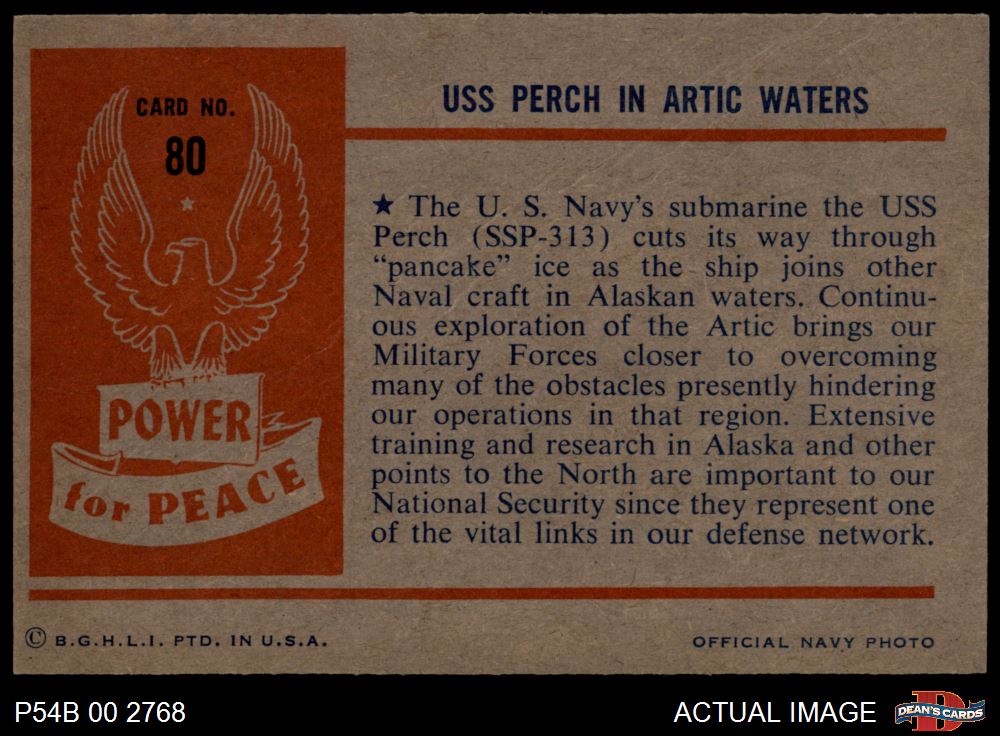 CARD NO.
80
POWER
for PEACE
USS PERCH IN ARTIC WATERS
★ The U. S. Navy's submarine the USS
Perch (SSP-313) cuts its way through
“pancake” ice as the ship joins other
Naval craft in Alaskan waters. Continu-
ous exploration of the Artic brings our
Military Forces closer to overcoming
many of the obstacles presently hindering
our operations in that region. Extensive
training and research in Alaska and other
points to the North are important to our
National Security since they represent one
of the vital links in our defense network.
© B.G.H.L.I. PTD. IN U.S.A.
OFFICIAL NAVY PHOTO
P54B 00 2768
ACTUAL IMAGE
D
DEAN'S CARDS